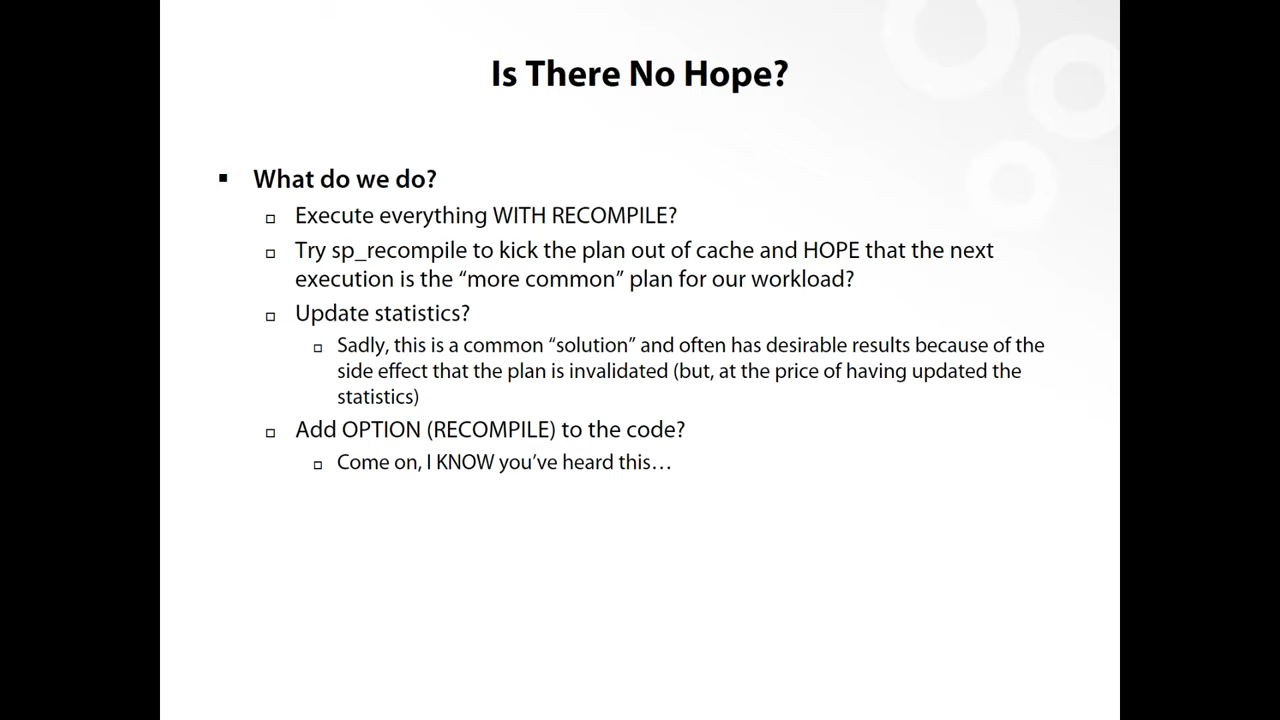 Is There No Hope?
What do we do?
Execute everything WITH RECOMPILE?
Try sp_recompile to kick the plan out of cache and HOPE that the next
execution is the “more common” plan for our workload?
Update statistics?
Sadly, this is a common “solution” and often has desirable results because of the
side effect that the plan is invalidated (but, at the price of having updated the
statistics)
Add OPTION (RECOMPILE) to the code?
Come on, I KNOW you’ve heard this…